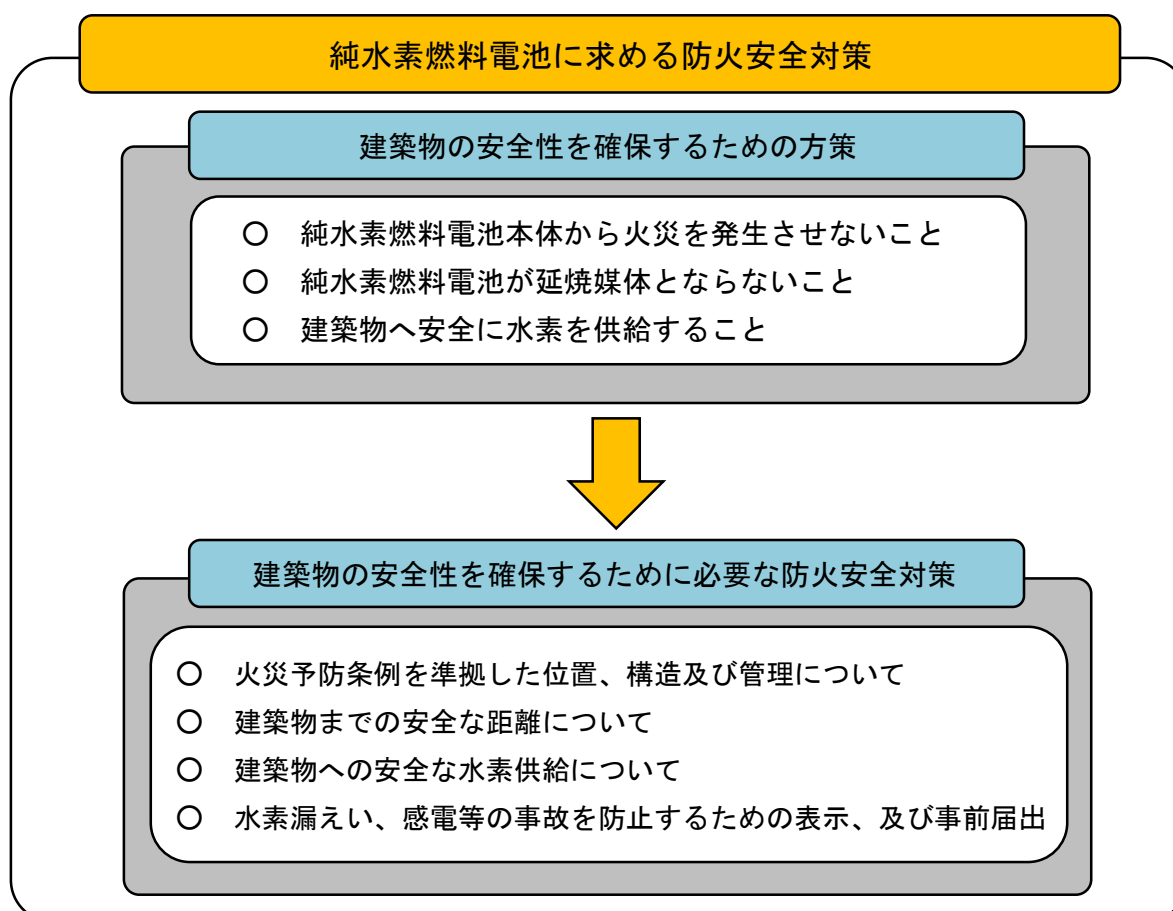 純水素燃料電池に求める防火安全対策
建築物の安全性を確保するための方策
○ 純水素燃料電池本体から火災を発生させないこと
○ 純水素燃料電池が延焼媒体とならないこと
○ 建築物へ安全に水素を供給すること
建築物の安全性を確保するために必要な防火安全対策
○ 火災予防条例を準拠した位置、構造及び管理について
○ 建築物までの安全な距離について
○ 建築物への安全な水素供給について
○ 水素漏えい、感電等の事故を防止するための表示、及び事前届出